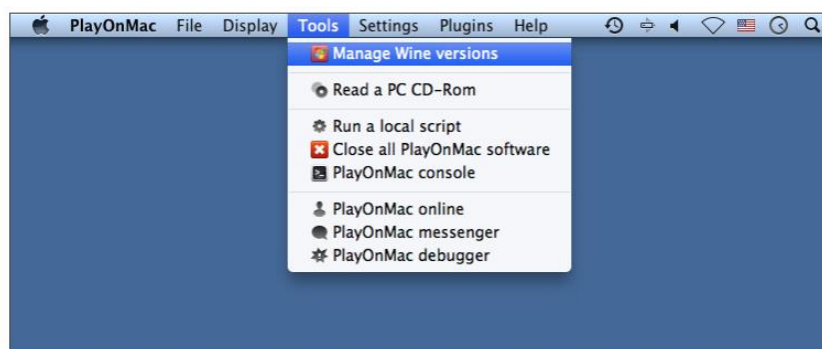 PlayOnMac File Display Tools Settings Plugins Help
Manage Wine versions
Read a PC CD-Rom
Run a local script
Close all PlayOnMac software
PlayOnMac console
PlayOnMac online
PlayOnMac messenger
PlayOnMac debugger